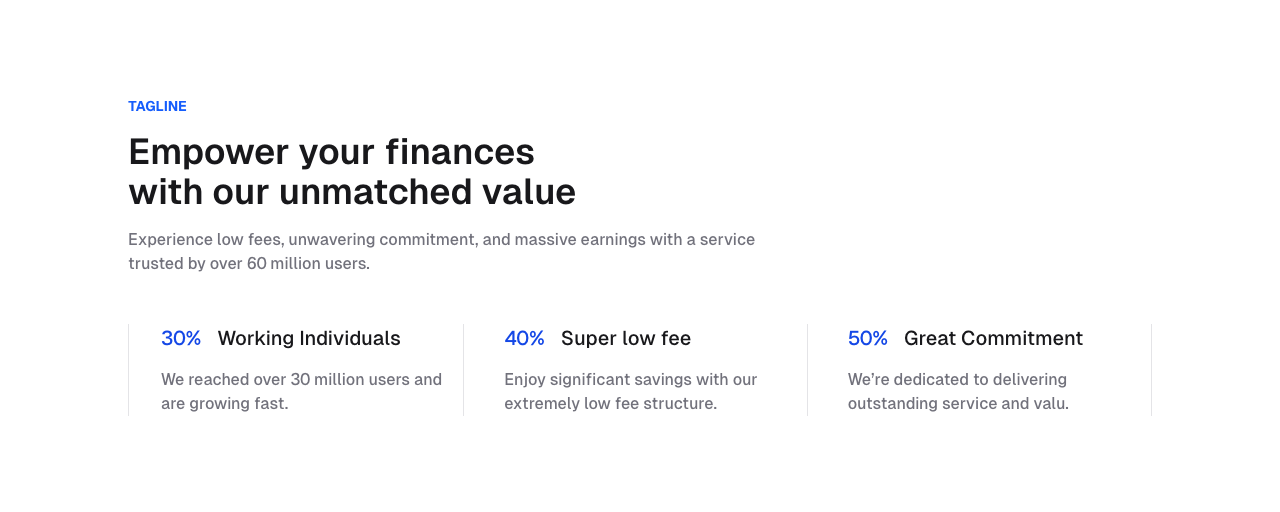 TAGLINE
Empower your finances
with our unmatched value
Experience low fees, unwavering commitment, and massive earnings with a service
trusted by over 60 million users.
30% Working Individuals
We reached over 30 million users and
are growing fast.
40% Super low fee
Enjoy significant savings with our
extremely low fee structure.
50% Great Commitment
We’re dedicated to delivering
outstanding service and valu.